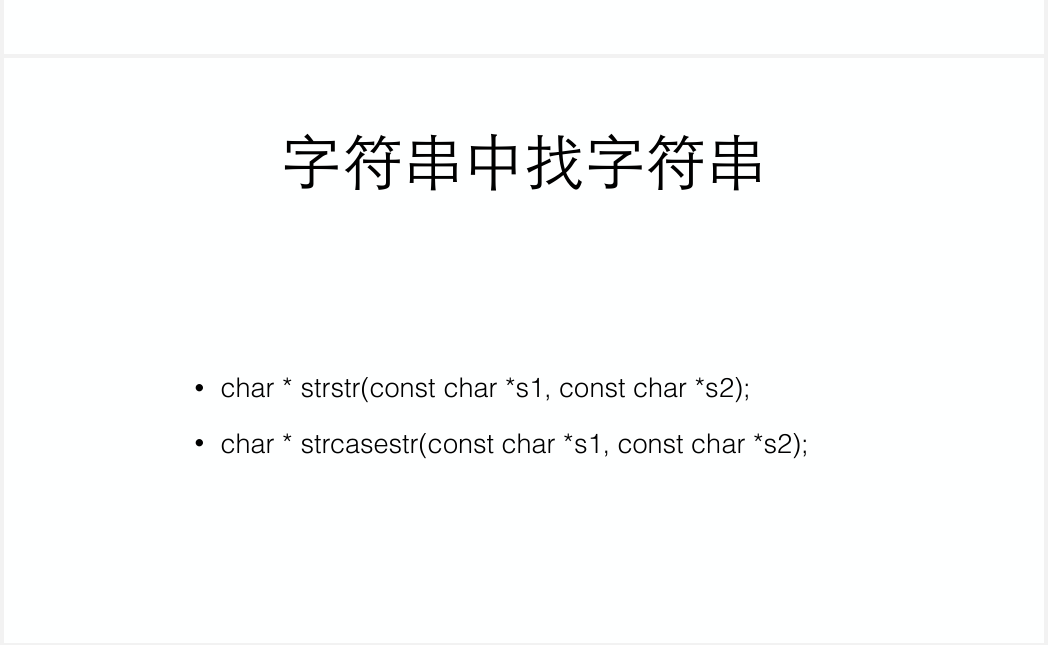 字符串中找字符串
• char * strstr(const char *s1, const char *s2);
• char * strcasestr(const char *s1, const char *s2);